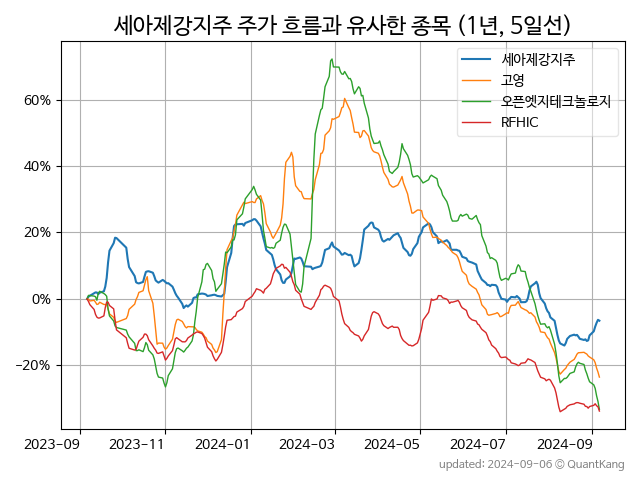 세아제강지주 주가 흐름과 유사한 종목 (1년, 5일선)
세아제강지주
고영
오픈엣지테크놀로지
RFHIC
60%
40%
20%
0%
−20%
2023-09 2023-11 2024-01 2024-03 2024-05 2024-07 2024-09
updated: 2024-09-06 © QuantKang